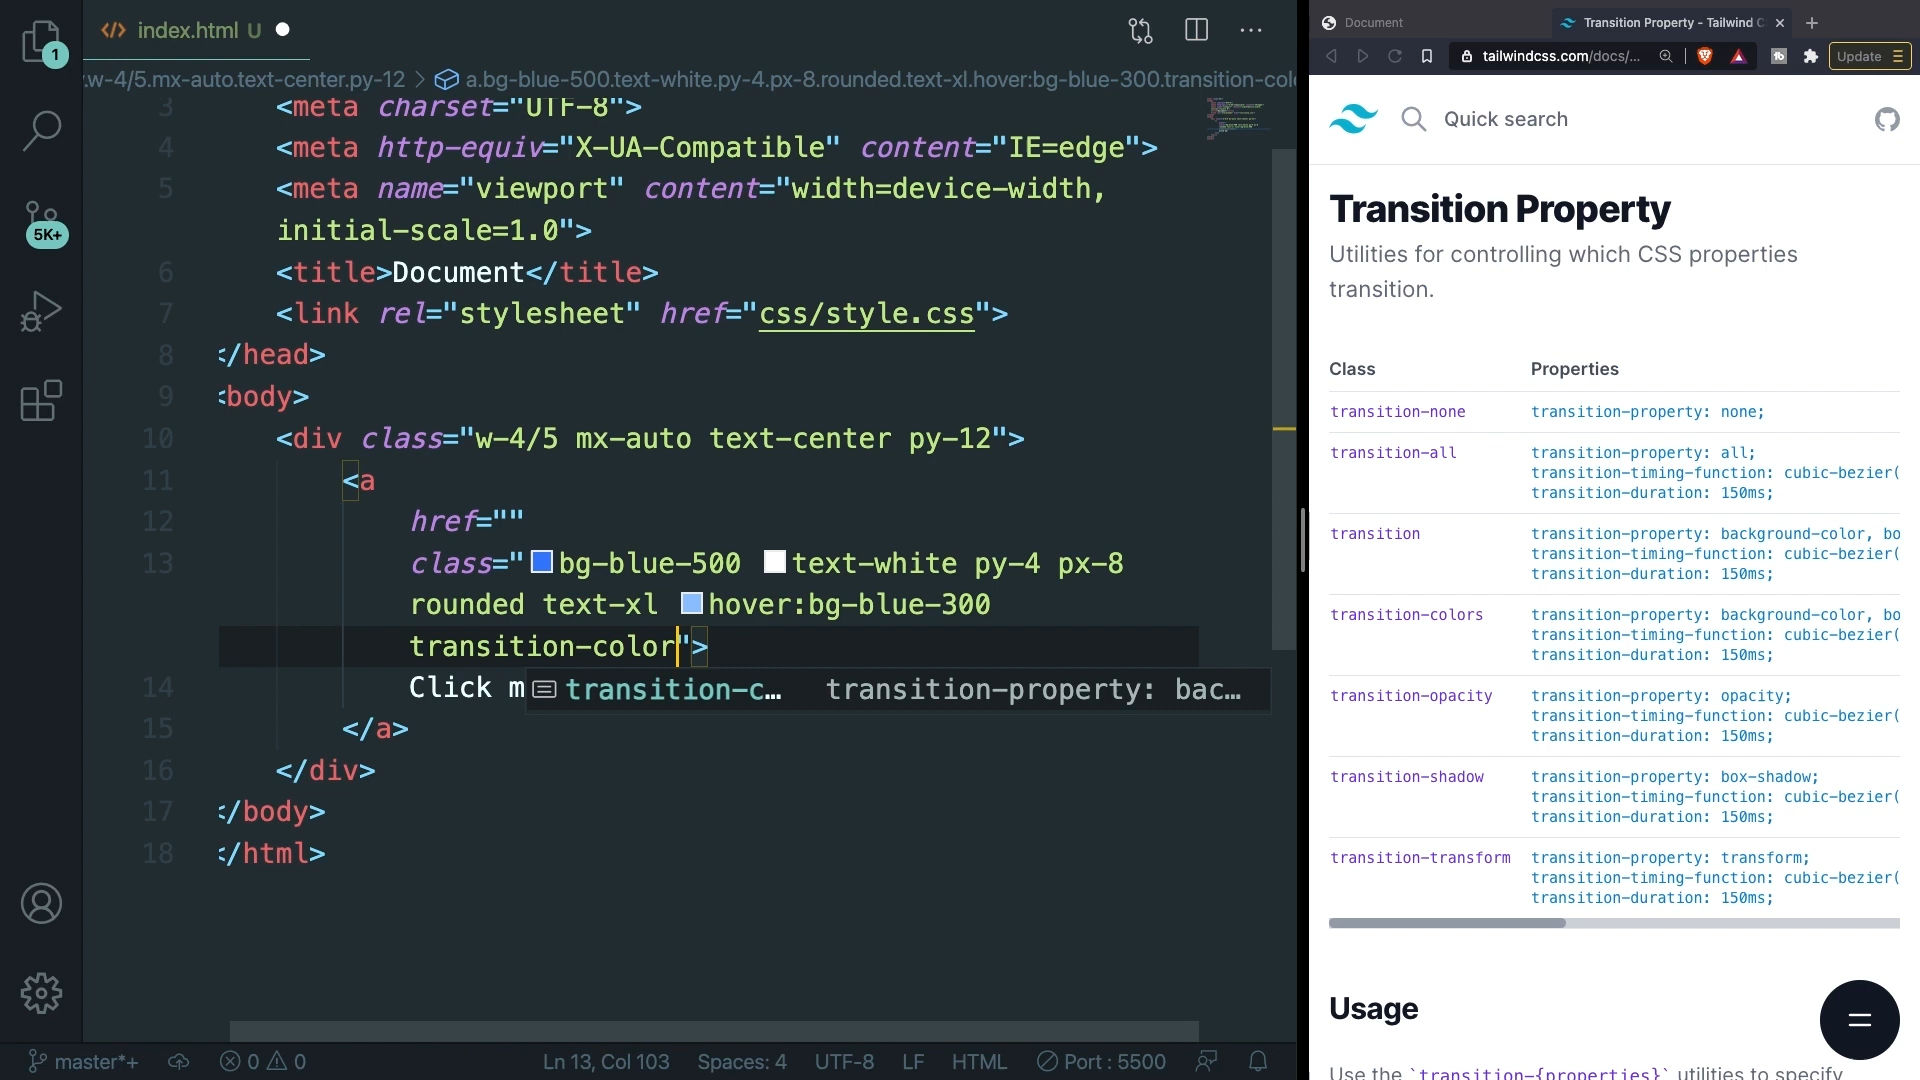 index.html U
1
5K+
.w-4/5.mx-auto.text-center.py-12 > a.bg-blue-500.text-white.py-4.px-8.rounded.text-xl.hover:bg-blue-300.transition-col
3 <meta charset="UTF-8">
4 <meta http-equiv="X-UA-Compatible" content="IE=edge">
5 <meta name="viewport" content="width=device-width,
initial-scale=1.0">
6 <title>Document</title>
7 <link rel="stylesheet" href="css/style.css">
8 </head>
9 <body>
10 <div class="w-4/5 mx-auto text-center py-12">
11 <a
12 href=""
13 class="bg-blue-500 text-white py-4 px-8
rounded text-xl hover:bg-blue-300
transition-color">
14 Click m
transition-c… transition-property: bac…
15 </a>
16 </div>
17 </body>
18 </html>
master*+ 0 0 Ln 13, Col 103 Spaces: 4 UTF-8 LF HTML Port : 5500
Document Transition Property - Tailwind C
tailwindcss.com/docs/... Update
Quick search
Transition Property
Utilities for controlling which CSS properties
transition.
Class Properties
transition-none transition-property: none;
transition-all transition-property: all;
transition-timing-function: cubic-bezier(
transition-duration: 150ms;
transition transition-property: background-color, bo
transition-timing-function: cubic-bezier(
transition-duration: 150ms;
transition-colors transition-property: background-color, bo
transition-timing-function: cubic-bezier(
transition-duration: 150ms;
transition-opacity transition-property: opacity;
transition-timing-function: cubic-bezier(
transition-duration: 150ms;
transition-shadow transition-property: box-shadow;
transition-timing-function: cubic-bezier(
transition-duration: 150ms;
transition-transform transition-property: transform;
transition-timing-function: cubic-bezier(
transition-duration: 150ms;
Usage
Use the `transition-{properties}` utilities to specify